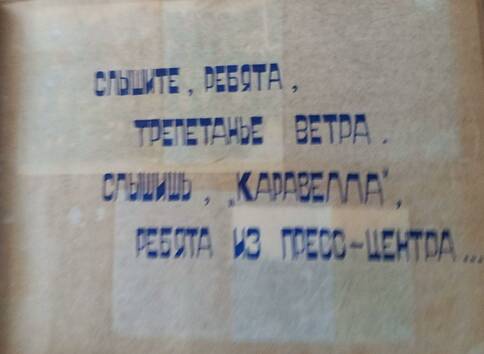 СЛЫШИТЕ, РЕБЯТА,
ТРЕПЕТАНЬЕ ВЕТРА.
СЛЫШИШЬ, „КАРАВЕЛЛА",
РЕБЯТА ИЗ ПРЕСС-ЦЕНТРА...